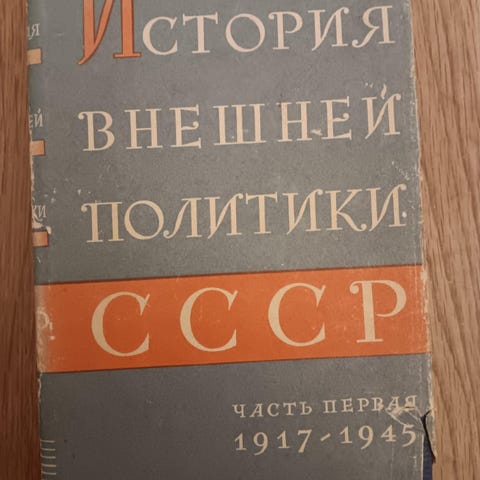 История
внешней
политики
СССР
часть первая
1917-1945